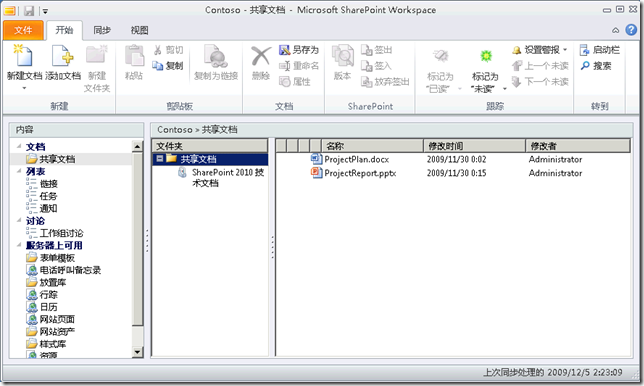 Contoso - 共享文档 - Microsoft SharePoint Workspace
文件 开始 同步 视图
新建文档 添加文档 新建文件夹
新建
粘贴 剪切 复制 复制为链接
剪贴板
删除 另存为 重命名 属性
文档
版本 签出 签入 放弃签出
SharePoint
标记为“已读” 标记为“未读” 设置警报 上一个未读 下一个未读
跟踪
启动栏 搜索
转到
内容
文档
共享文档
列表
链接
任务
通知
讨论
工作组讨论
服务器上可用
表单模板
电话呼叫备忘录
放置库
行踪
日历
网站页面
网站资产
样式库
资源
Contoso > 共享文档
文件夹
共享文档
SharePoint 2010 技
术文档
名称 修改时间 修改者
ProjectPlan.docx 2009/11/30 0:02 Administrator
ProjectReport.pptx 2009/11/30 0:15 Administrator
上次同步处理的 2009/12/5 2:23:09